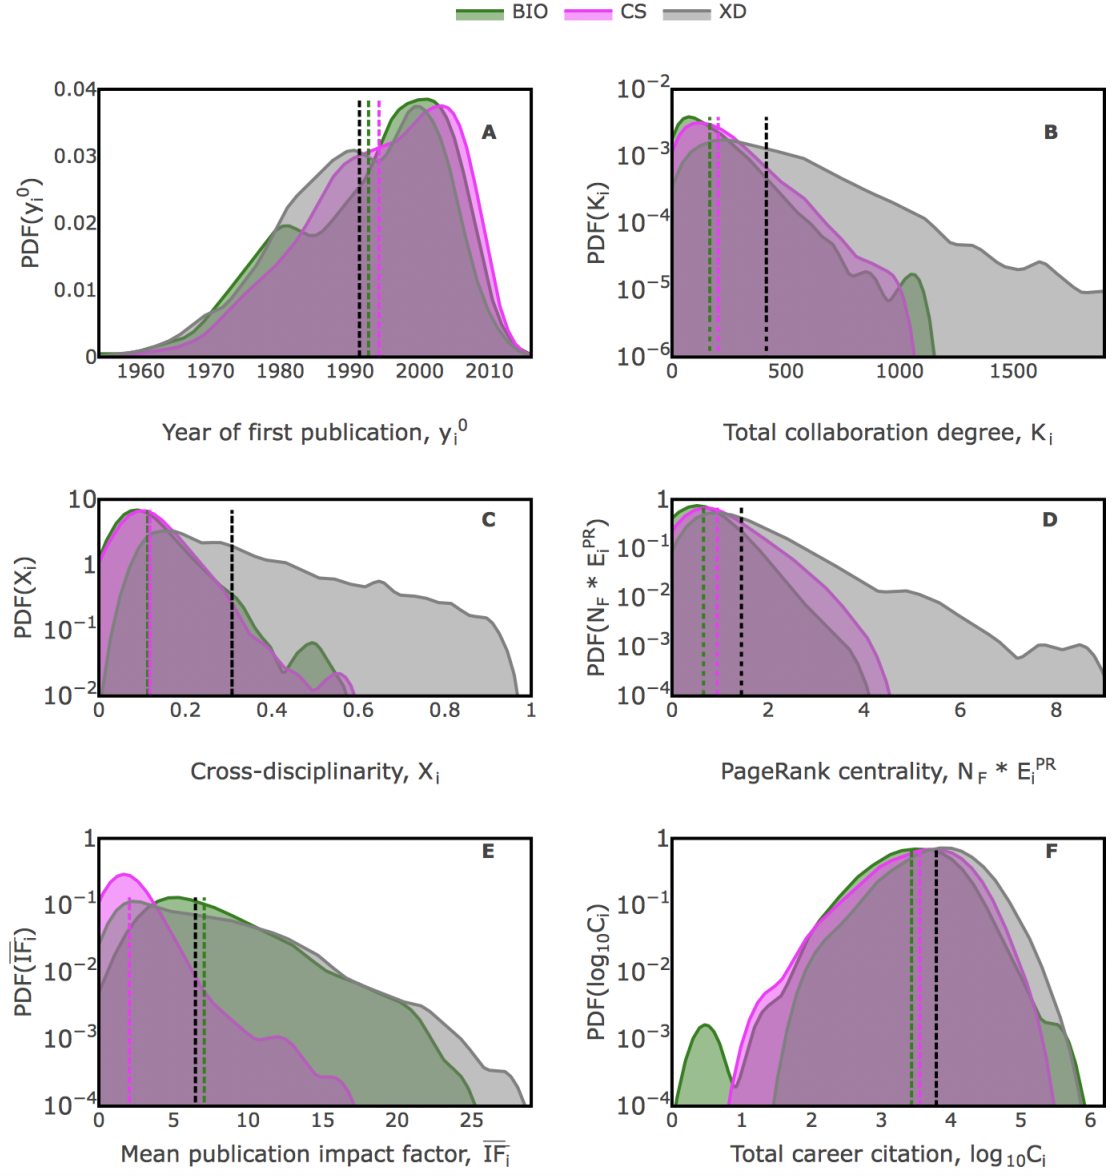 BIO CS XD
A
PDF(y_i^0)
0.04
0.03
0.02
0.01
0
1960 1970 1980 1990 2000 2010
Year of first publication, y_i^0
B
PDF(K_i)
10^-2
10^-3
10^-4
10^-5
10^-6
0 500 1000 1500
Total collaboration degree, K_i
C
PDF(X_i)
10
1
10^-1
10^-2
0 0.2 0.4 0.6 0.8 1
Cross-disciplinarity, X_i
D
PDF(N_F * E_i^PR)
1
10^-1
10^-2
10^-3
10^-4
0 2 4 6 8
PageRank centrality, N_F * E_i^PR
E
PDF(I̅F̅_i)
1
10^-1
10^-2
10^-3
10^-4
0 5 10 15 20 25
Mean publication impact factor, I̅F̅_i
F
PDF(log_10 C_i)
1
10^-1
10^-2
10^-3
10^-4
0 1 2 3 4 5 6
Total career citation, log_10 C_i